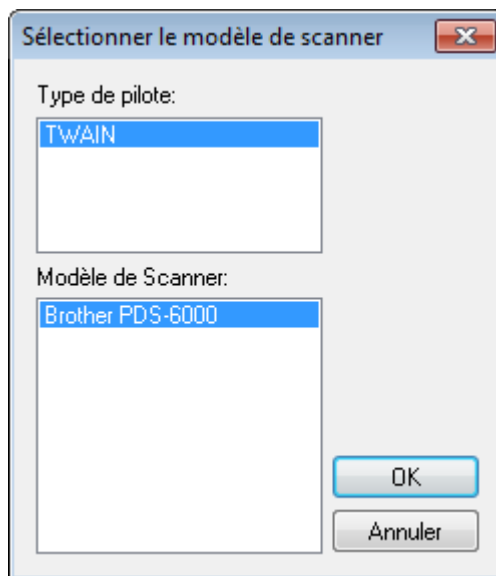 Sélectionner le modèle de scanner
Type de pilote:
TWAIN
Modèle de Scanner:
Brother PDS-6000
OK
Annuler